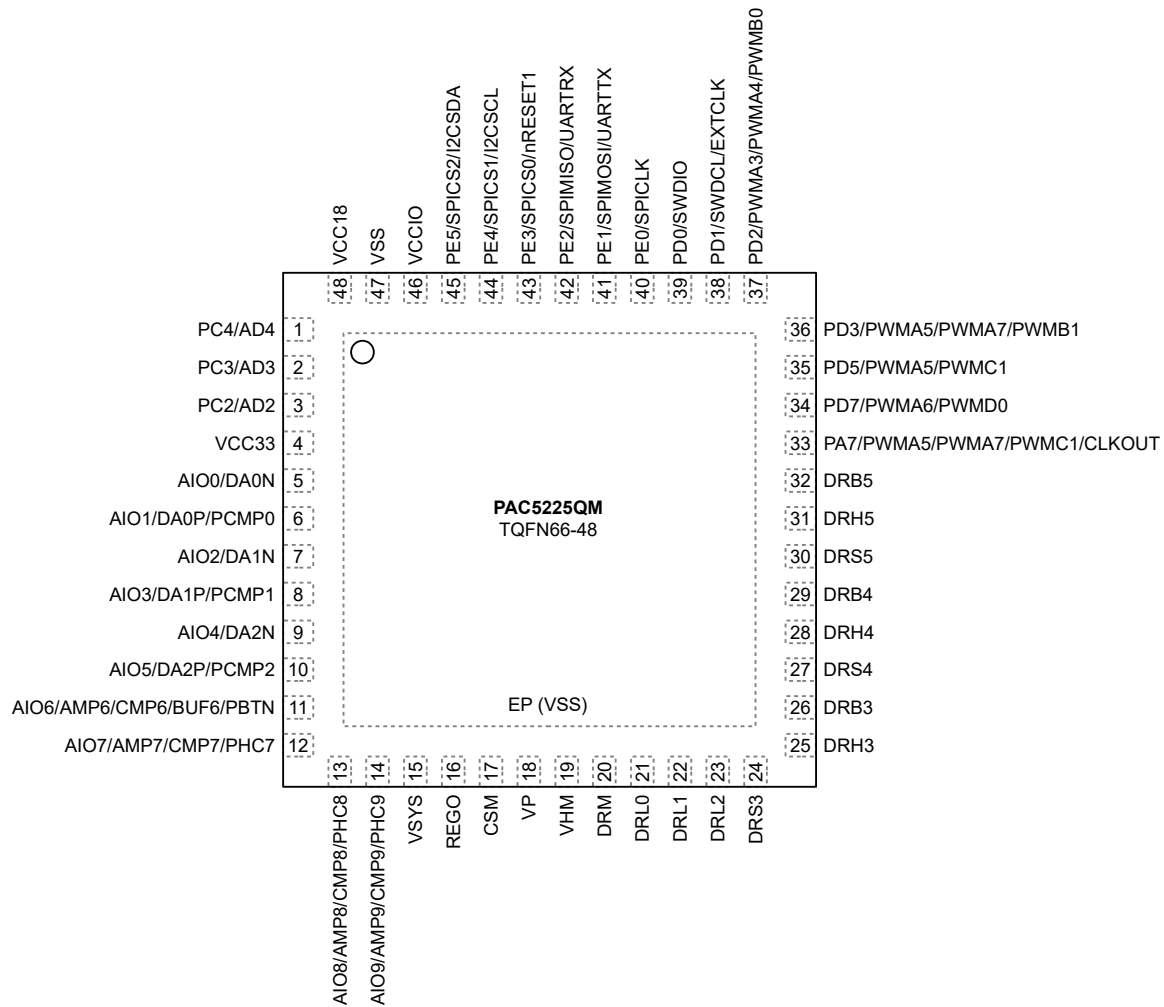 VCC18
VSS
VCCIO
PE5/SPICS2/I2CSDA
PE4/SPICS1/I2CSCL
PE3/SPICS0/nRESET1
PE2/SPIMISO/UARTRX
PE1/SPIMOSI/UARTTX
PE0/SPICLK
PD0/SWDIO
PD1/SWDCL/EXTCLK
PD2/PWMA3/PWMA4/PWMB0
48 47 46 45 44 43 42 41 40 39 38 37
PC4/AD4 1
PC3/AD3 2
PC2/AD2 3
VCC33 4
AIO0/DA0N 5
AIO1/DA0P/PCMP0 6
AIO2/DA1N 7
AIO3/DA1P/PCMP1 8
AIO4/DA2N 9
AIO5/DA2P/PCMP2 10
AIO6/AMP6/CMP6/BUF6/PBTN 11
AIO7/AMP7/CMP7/PHC7 12
PAC5225QM
TQFN66-48
EP (VSS)
36 PD3/PWMA5/PWMA7/PWMB1
35 PD5/PWMA5/PWMC1
34 PD7/PWMA6/PWMD0
33 PA7/PWMA5/PWMA7/PWMC1/CLKOUT
32 DRB5
31 DRH5
30 DRS5
29 DRB4
28 DRH4
27 DRS4
26 DRB3
25 DRH3
13 14 15 16 17 18 19 20 21 22 23 24
AIO8/AMP8/CMP8/PHC8
AIO9/AMP9/CMP9/PHC9
VSYS
REGO
CSM
VP
VHM
DRM
DRL0
DRL1
DRL2
DRS3